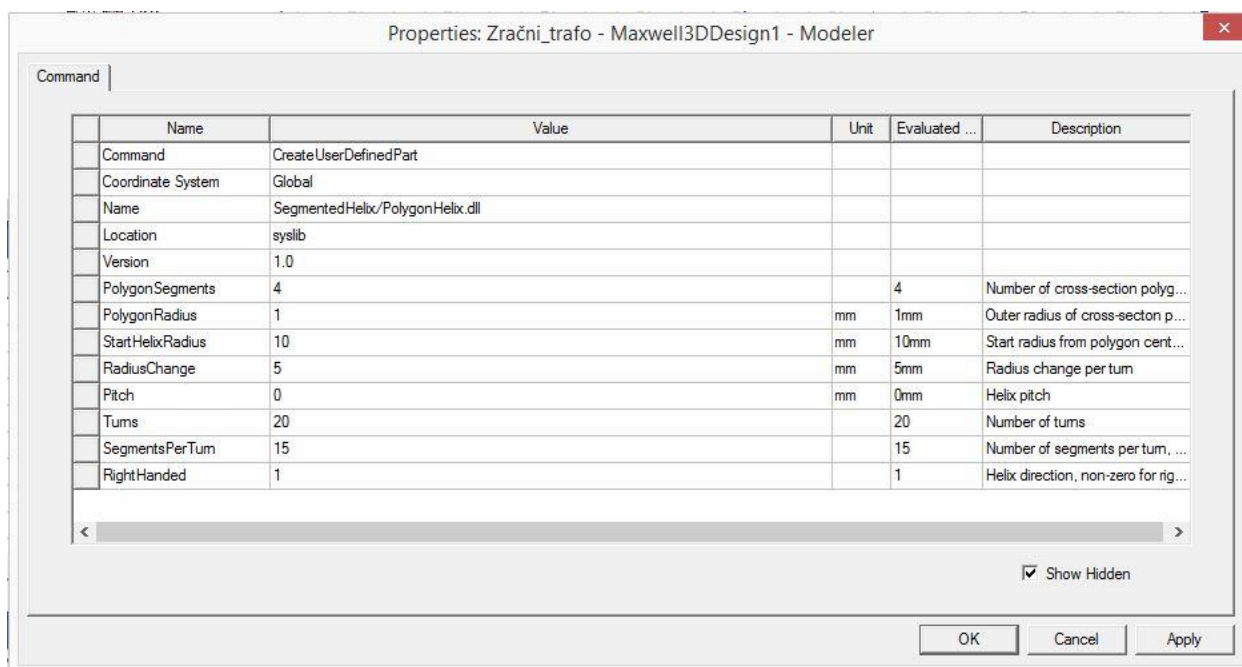 Properties: Zračni_trafo - Maxwell3DDesign1 - Modeler
Command
Name Value Unit Evaluated ... Description
Command CreateUserDefinedPart
Coordinate System Global
Name SegmentedHelix/PolygonHelix.dll
Location syslib
Version 1.0
PolygonSegments 4 4 Number of cross-section polyg...
PolygonRadius 1 mm 1mm Outer radius of cross-secton p...
StartHelixRadius 10 mm 10mm Start radius from polygon cent...
RadiusChange 5 mm 5mm Radius change per turn
Pitch 0 mm 0mm Helix pitch
Turns 20 20 Number of turns
SegmentsPerTurn 15 15 Number of segments per turn, ...
RightHanded 1 1 Helix direction, non-zero for rig...
Show Hidden
OK Cancel Apply